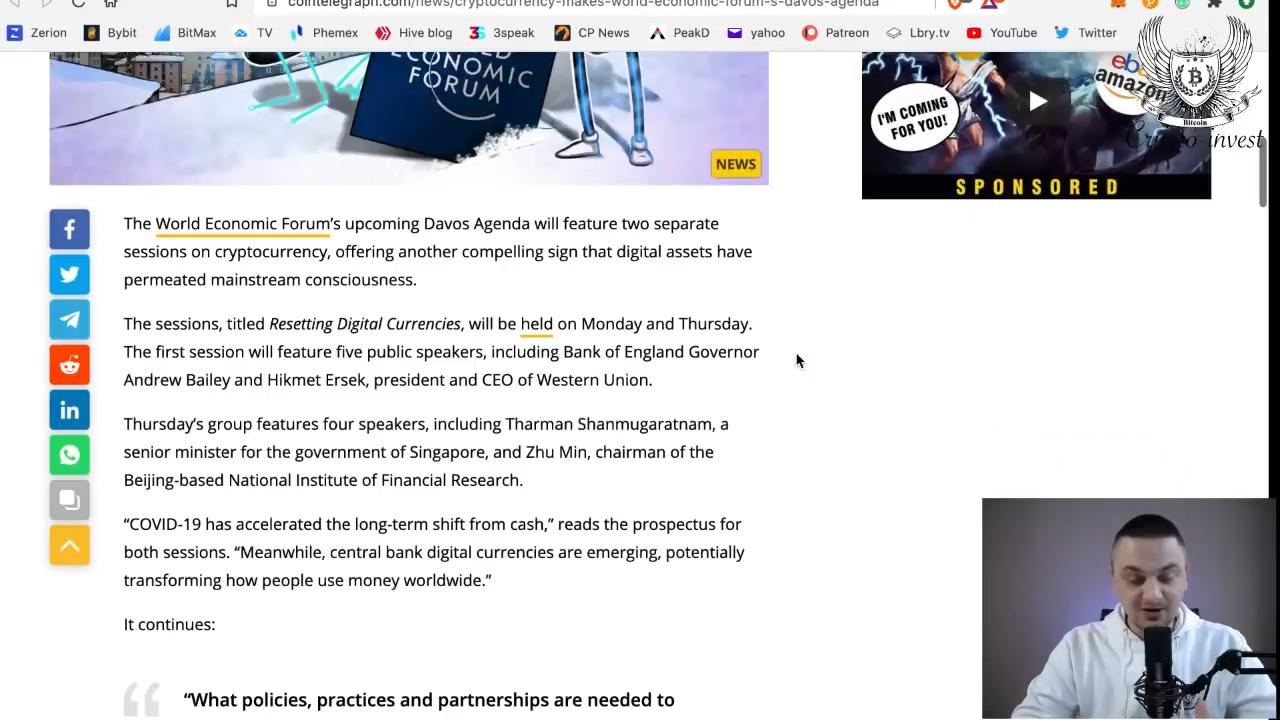 cointelegraph.com/news/cryptocurrency-makes-world-economic-forum-s-davos-agenda
Zerion Bybit BitMax TV Phemex Hive blog 3speak CP News PeakD yahoo Patreon Lbry.tv YouTube Twitter
ECONOMIC
FORUM
NEWS
I'M COMING
FOR YOU!
eb
amazon
SPONSORED
Bitcoin
The World Economic Forum's upcoming Davos Agenda will feature two separate
sessions on cryptocurrency, offering another compelling sign that digital assets have
permeated mainstream consciousness.
The sessions, titled Resetting Digital Currencies, will be held on Monday and Thursday.
The first session will feature five public speakers, including Bank of England Governor
Andrew Bailey and Hikmet Ersek, president and CEO of Western Union.
Thursday's group features four speakers, including Tharman Shanmugaratnam, a
senior minister for the government of Singapore, and Zhu Min, chairman of the
Beijing-based National Institute of Financial Research.
“COVID-19 has accelerated the long-term shift from cash,” reads the prospectus for
both sessions. “Meanwhile, central bank digital currencies are emerging, potentially
transforming how people use money worldwide.”
It continues:
“What policies, practices and partnerships are needed to